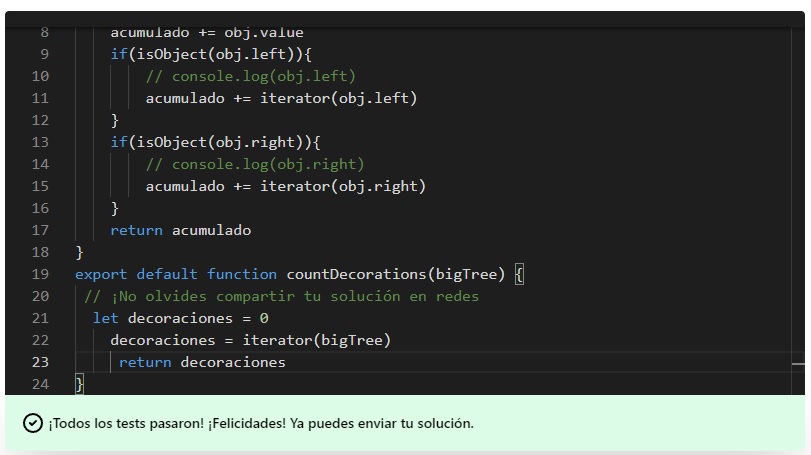 8 acumulado += obj.value
9 if(isObject(obj.left)){
10 // console.log(obj.left)
11 acumulado += iterator(obj.left)
12 }
13 if(isObject(obj.right)){
14 // console.log(obj.right)
15 acumulado += iterator(obj.right)
16 }
17 return acumulado
18 }
19 export default function countDecorations(bigTree) {
20 // ¡No olvides compartir tu solución en redes
21 let decoraciones = 0
22 decoraciones = iterator(bigTree)
23 return decoraciones
24 }
¡Todos los tests pasaron! ¡Felicidades! Ya puedes enviar tu solución.